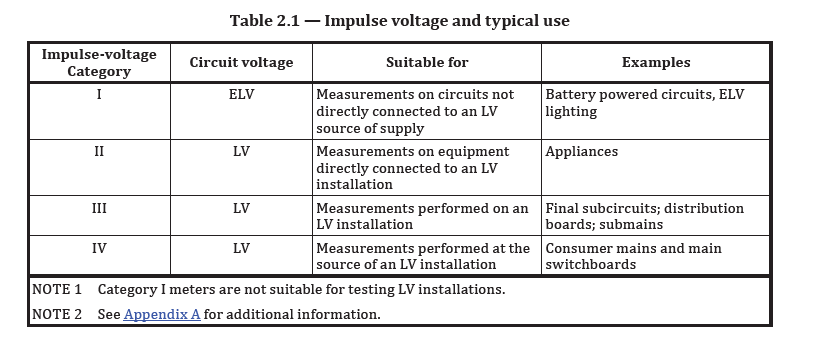 Table 2.1 — Impulse voltage and typical use
Impulse-voltage
Category
Circuit voltage
Suitable for
Examples
I
ELV
Measurements on circuits not
directly connected to an LV
source of supply
Battery powered circuits, ELV
lighting
II
LV
Measurements on equipment
directly connected to an LV
installation
Appliances
III
LV
Measurements performed on an
LV installation
Final subcircuits; distribution
boards; submains
IV
LV
Measurements performed at the
source of an LV installation
Consumer mains and main
switchboards
NOTE 1 Category I meters are not suitable for testing LV installations.
NOTE 2 See Appendix A for additional information.